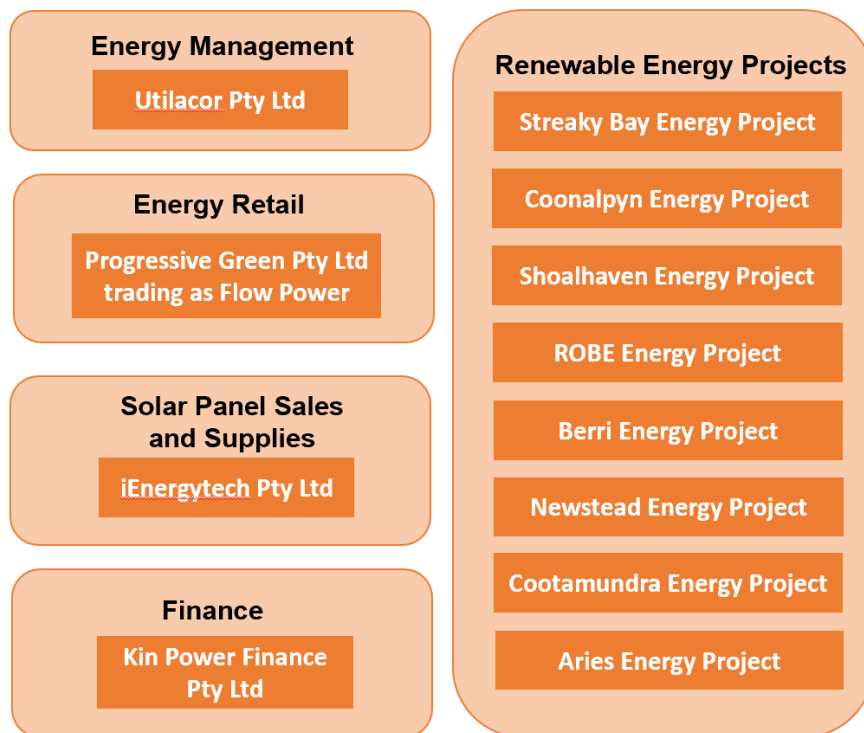 Energy Management
Utilacor Pty Ltd
Energy Retail
Progressive Green Pty Ltd
trading as Flow Power
Solar Panel Sales
and Supplies
iEnergytech Pty Ltd
Finance
Kin Power Finance
Pty Ltd
Renewable Energy Projects
Streaky Bay Energy Project
Coonalpyn Energy Project
Shoalhaven Energy Project
ROBE Energy Project
Berri Energy Project
Newstead Energy Project
Cootamundra Energy Project
Aries Energy Project